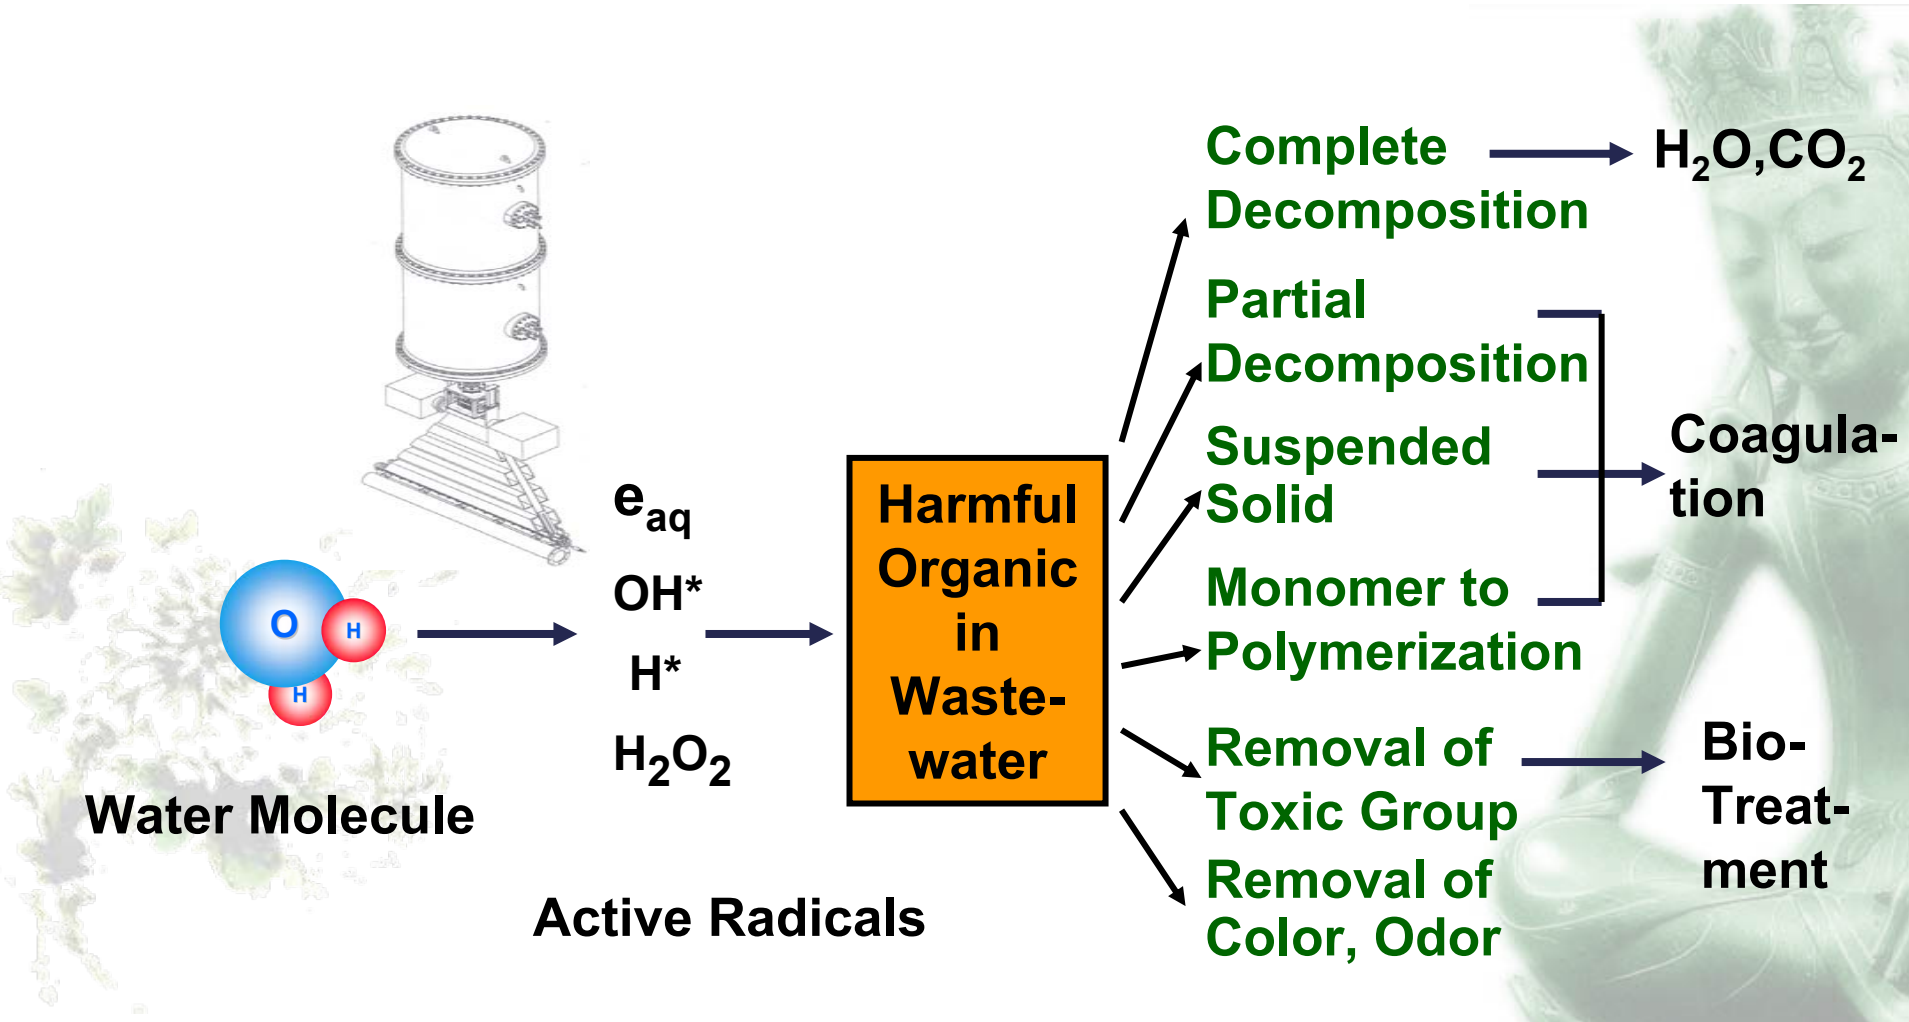 O
H
H
Water Molecule
e_aq
OH*
H*
H₂O₂
Active Radicals
Harmful
Organic
in
Waste-
water
Complete
Decomposition
Partial
Decomposition
Suspended
Solid
Monomer to
Polymerization
Removal of
Toxic Group
Removal of
Color, Odor
H₂O,CO₂
Coagula-
tion
Bio-
Treat-
ment